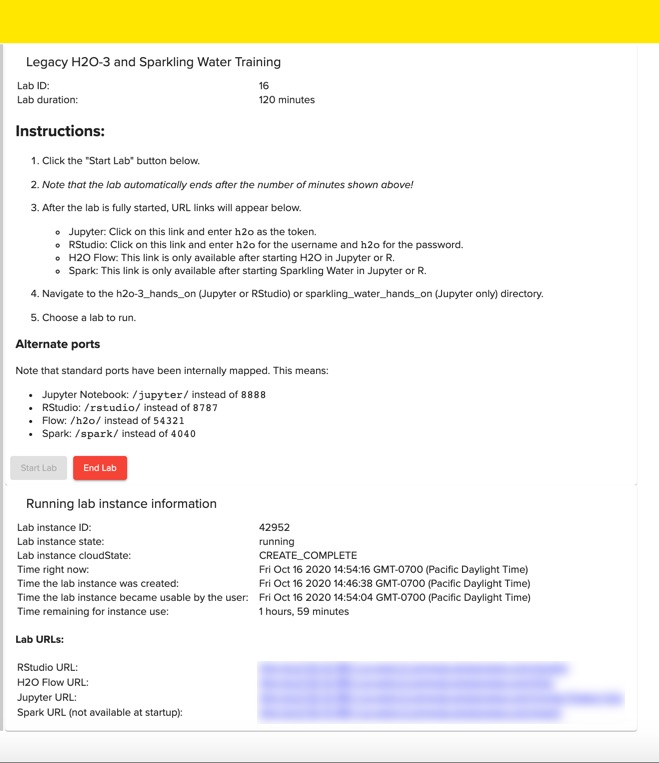 Legacy H2O-3 and Sparkling Water Training
Lab ID: 16
Lab duration: 120 minutes
Instructions:
1. Click the "Start Lab" button below.
2. Note that the lab automatically ends after the number of minutes shown above!
3. After the lab is fully started, URL links will appear below.
Jupyter: Click on this link and enter h2o as the token.
RStudio: Click on this link and enter h2o for the username and h2o for the password.
H2O Flow: This link is only available after starting H2O in Jupyter or R.
Spark: This link is only available after starting Sparkling Water in Jupyter or R.
4. Navigate to the h2o-3_hands_on (Jupyter or RStudio) or sparkling_water_hands_on (Jupyter only) directory.
5. Choose a lab to run.
Alternate ports
Note that standard ports have been internally mapped. This means:
Jupyter Notebook: /jupyter/ instead of 8888
RStudio: /rstudio/ instead of 8787
Flow: /h2o/ instead of 54321
Spark: /spark/ instead of 4040
Start Lab End Lab
Running lab instance information
Lab instance ID: 42952
Lab instance state: running
Lab instance cloudState: CREATE_COMPLETE
Time right now: Fri Oct 16 2020 14:54:16 GMT-0700 (Pacific Daylight Time)
Time the lab instance was created: Fri Oct 16 2020 14:46:38 GMT-0700 (Pacific Daylight Time)
Time the lab instance became usable by the user: Fri Oct 16 2020 14:54:04 GMT-0700 (Pacific Daylight Time)
Time remaining for instance use: 1 hours, 59 minutes
Lab URLs:
RStudio URL:
H2O Flow URL:
Jupyter URL:
Spark URL (not available at startup):